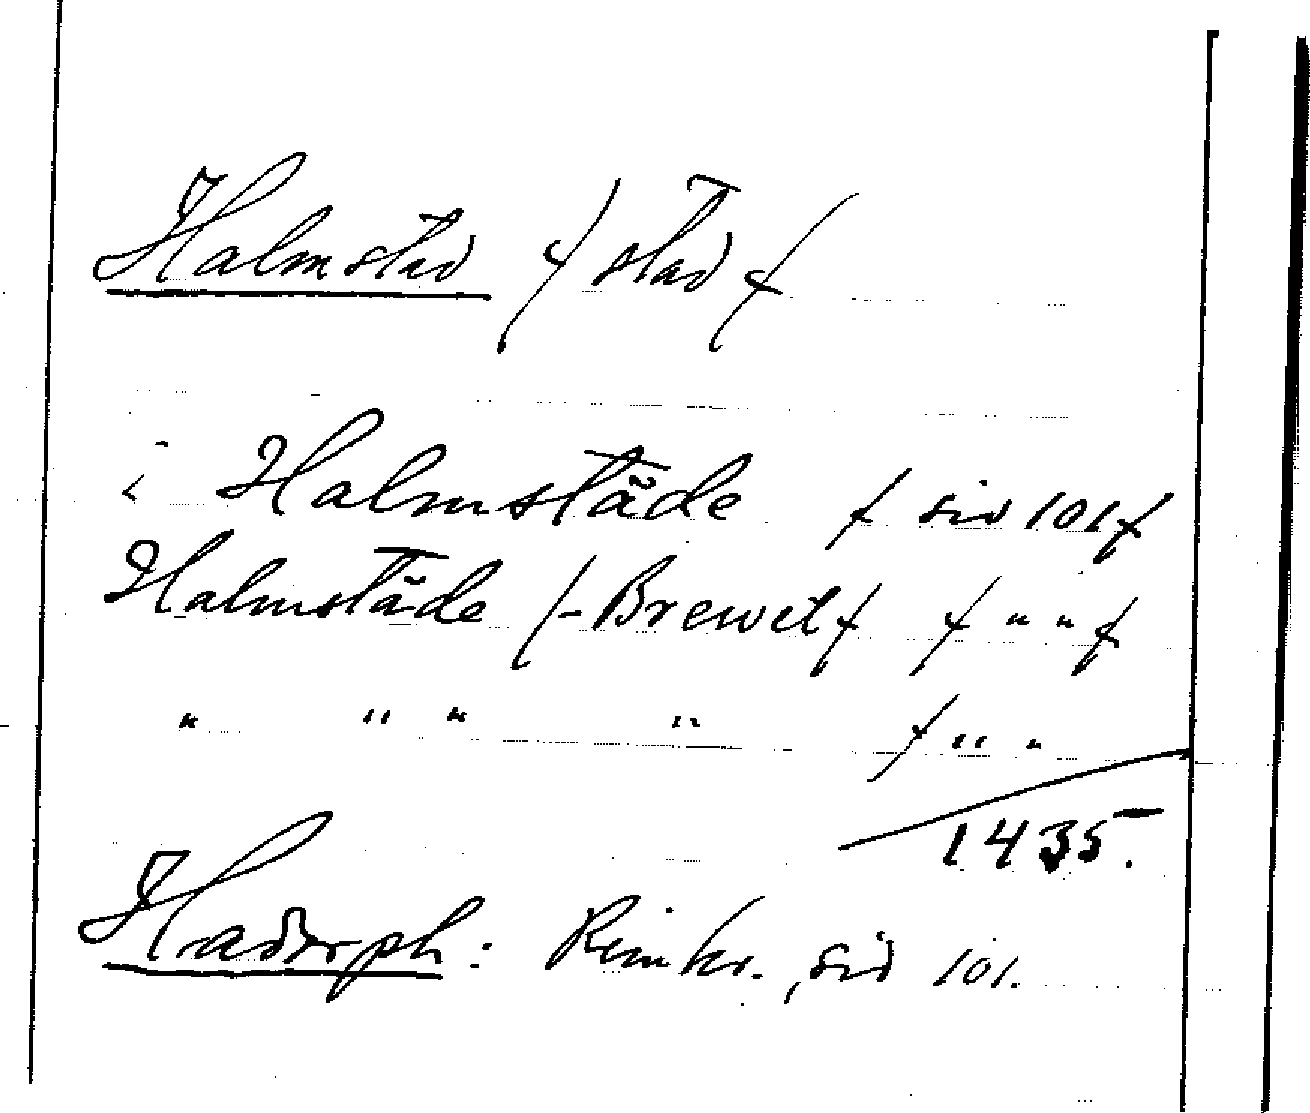 Halmstad /stad/
i Halmstäde / sid 101/
Halmstäde /-Brewet/ / " " /
" " " " / " "
1435.
Hadorph: Rimkr., sid 101.